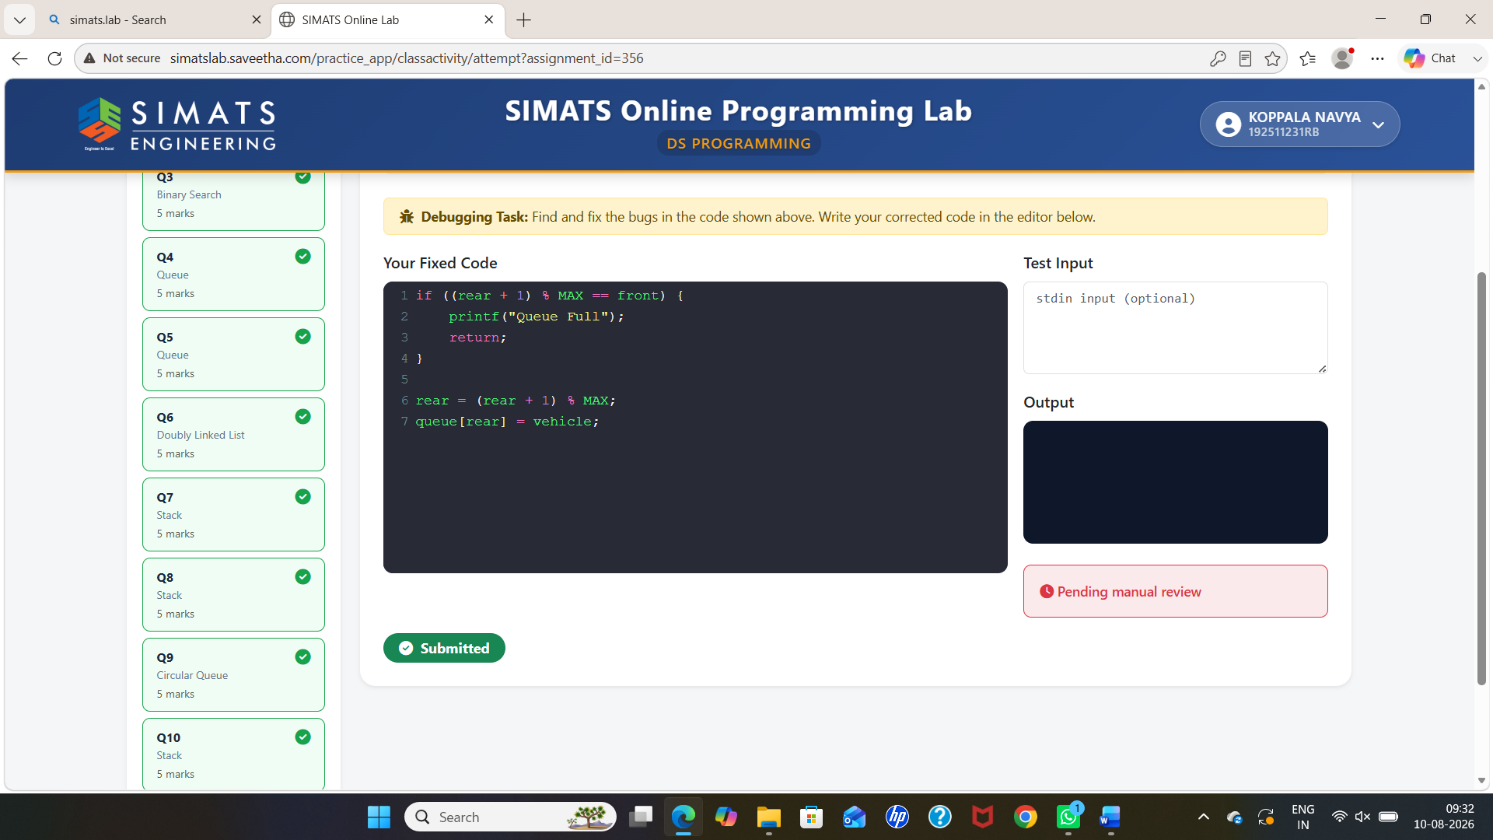 simats.lab - Search
SIMATS Online Lab
Not secure
simatslab.saveetha.com/practice_app/classactivity/attempt?assignment_id=356
Chat
SIMATS
ENGINEERING
Engineer to Excel
SIMATS Online Programming Lab
DS PROGRAMMING
KOPPALA NAVYA
192511231RB
Q3
Binary Search
5 marks
Q4
Queue
5 marks
Q5
Queue
5 marks
Q6
Doubly Linked List
5 marks
Q7
Stack
5 marks
Q8
Stack
5 marks
Q9
Circular Queue
5 marks
Q10
Stack
5 marks
Debugging Task: Find and fix the bugs in the code shown above. Write your corrected code in the editor below.
Your Fixed Code
1 if ((rear + 1) % MAX == front) {
2     printf("Queue Full");
3     return;
4 }
5
6 rear = (rear + 1) % MAX;
7 queue[rear] = vehicle;
Submitted
Test Input
stdin input (optional)
Output
Pending manual review
Search
1
ENG
IN
09:32
10-08-2026